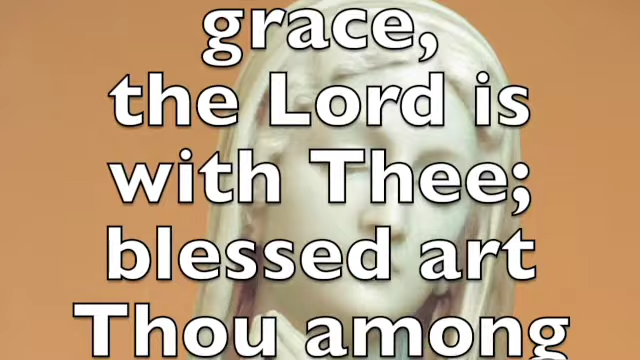 grace,
the Lord is
with Thee;
blessed art
Thou among